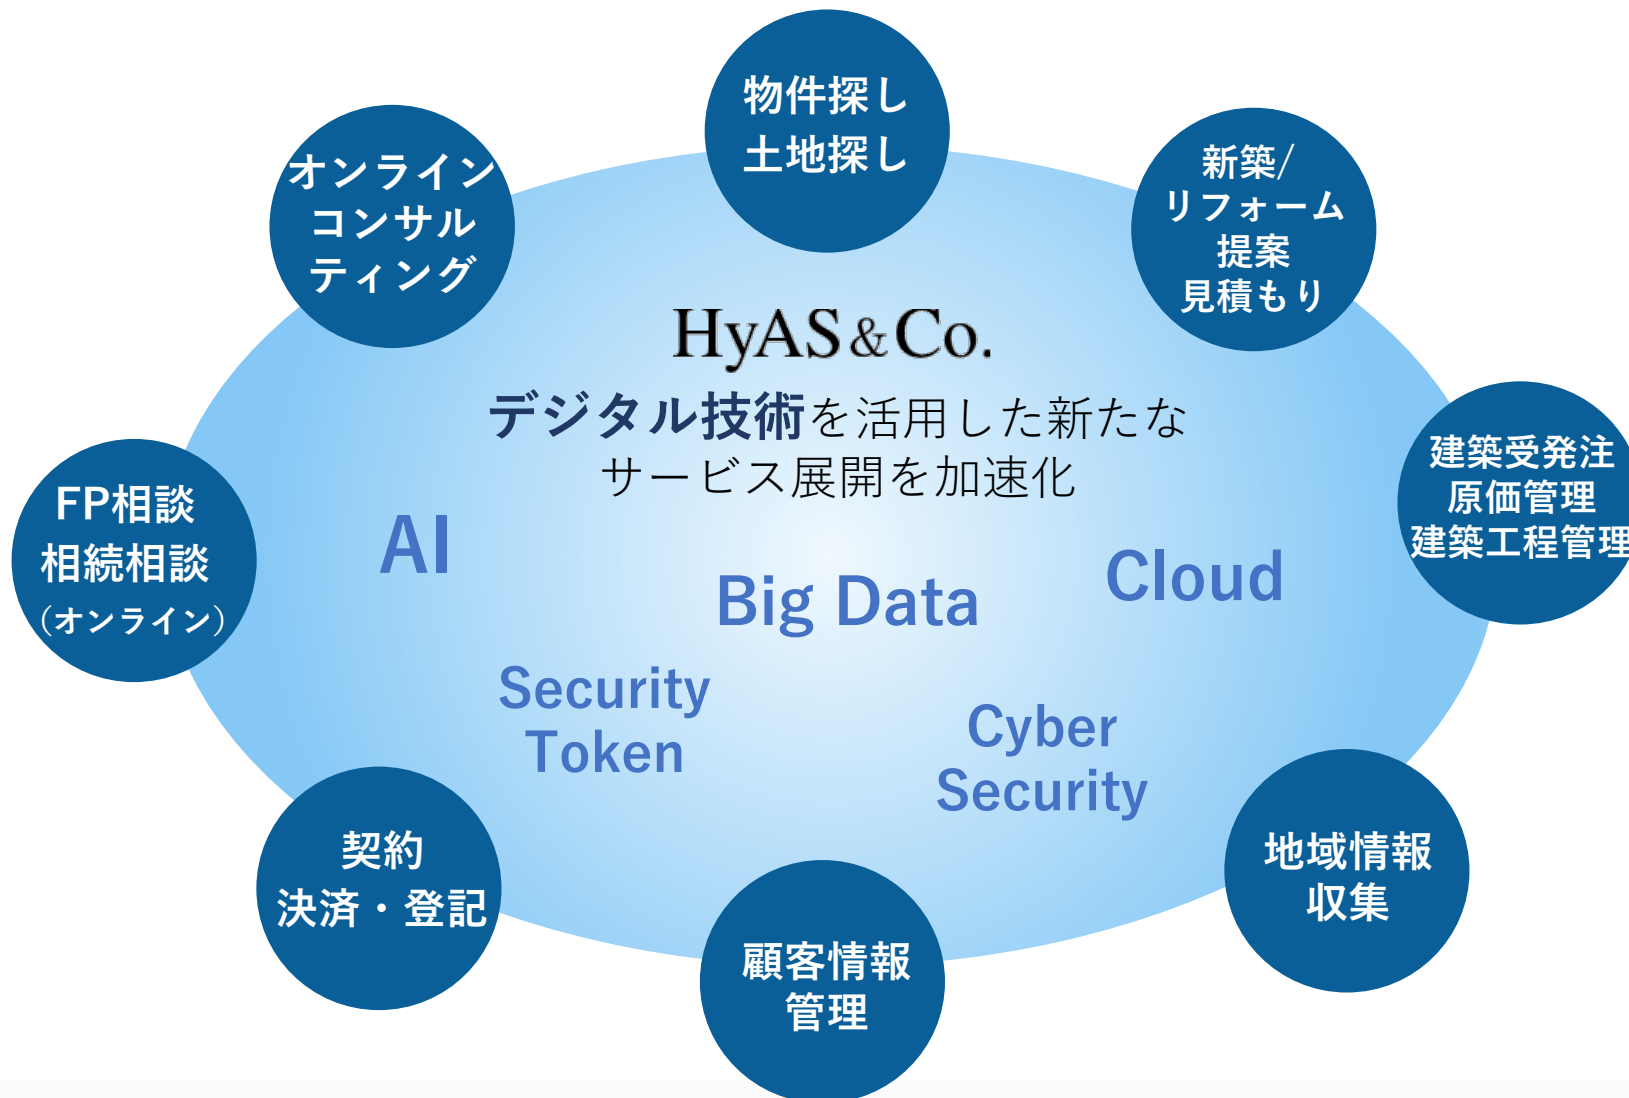 物件探し
土地探し
オンライン
コンサル
ティング
新築/
リフォーム
提案
見積もり
HyAS&Co.
デジタル技術を活用した新たな
サービス展開を加速化
建築受発注
原価管理
建築工程管理
FP相談
相続相談
（オンライン）
AI
Big Data
Cloud
Security
Token
Cyber
Security
契約
決済・登記
地域情報
収集
顧客情報
管理